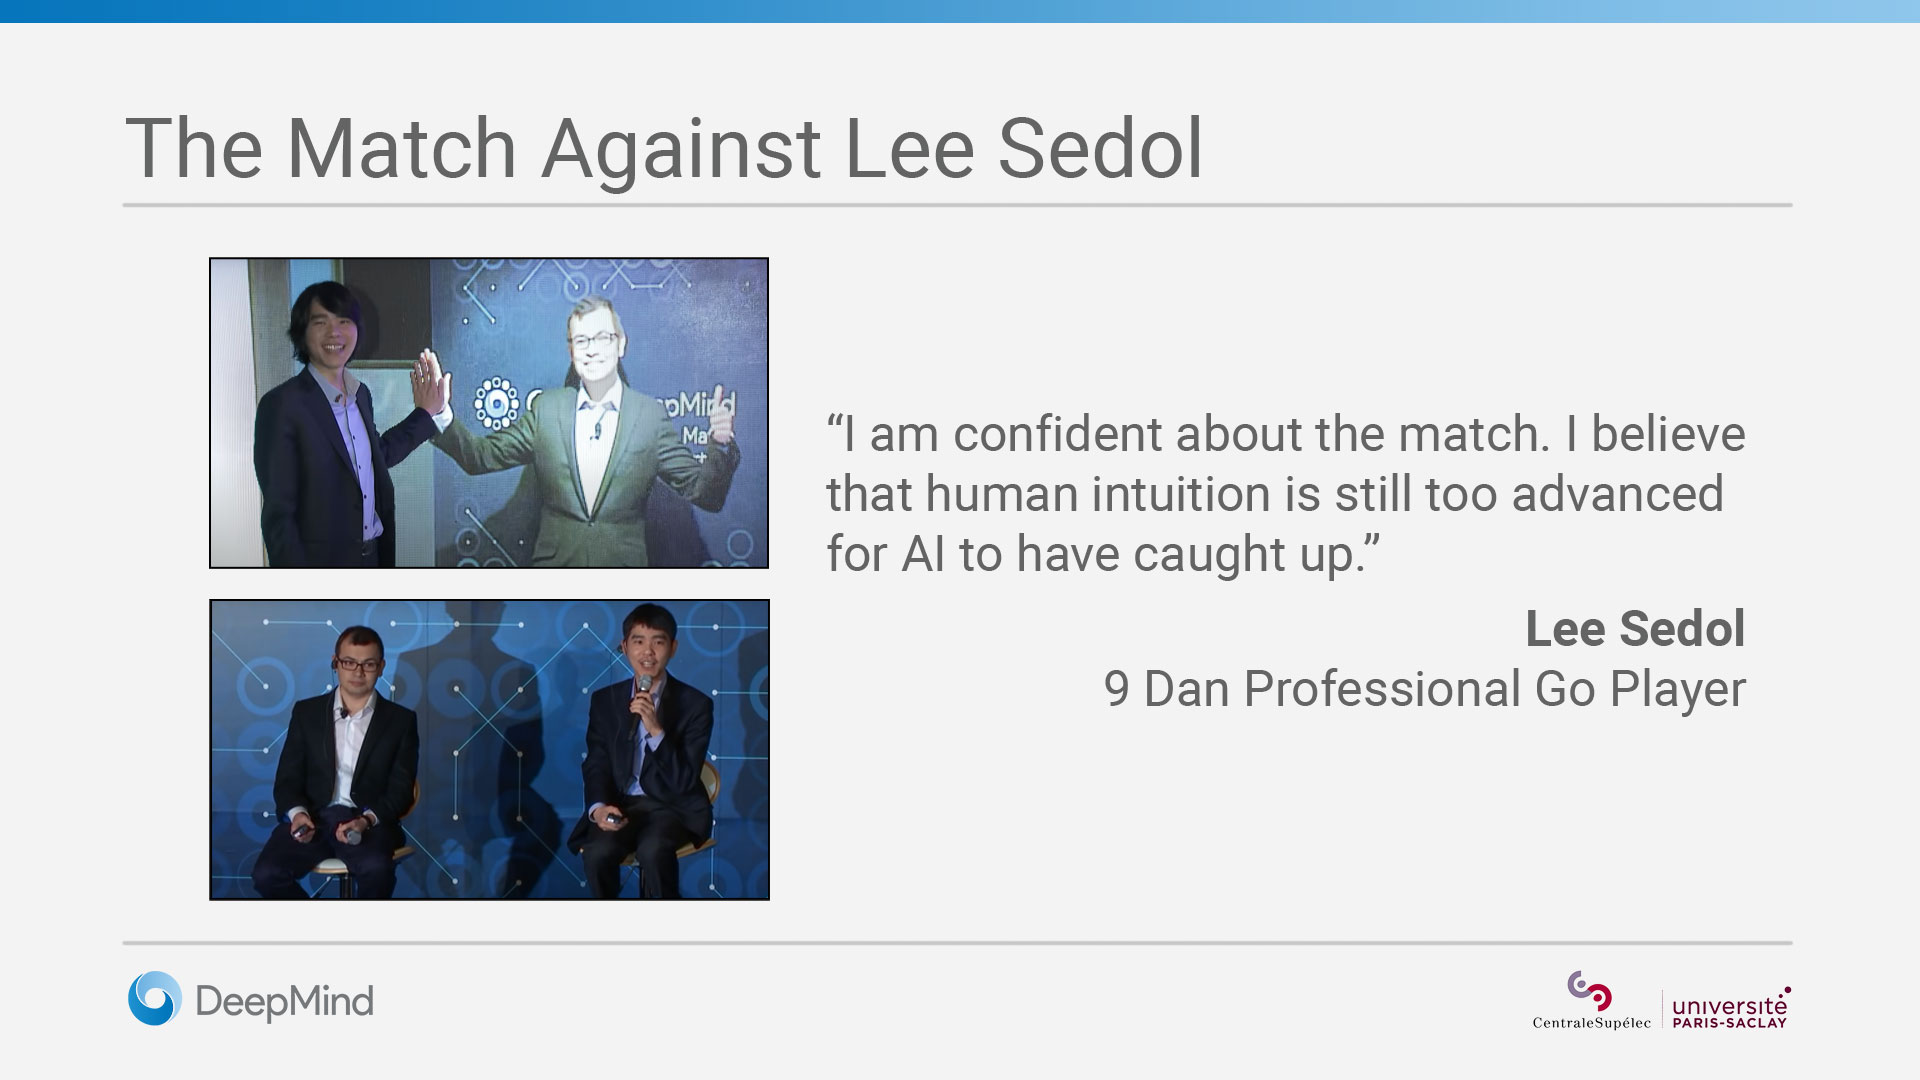 The Match Against Lee Sedol
“I am confident about the match. I believe
that human intuition is still too advanced
for AI to have caught up.”
Lee Sedol
9 Dan Professional Go Player
DeepMind
CentraleSupélec
université
PARIS-SACLAY